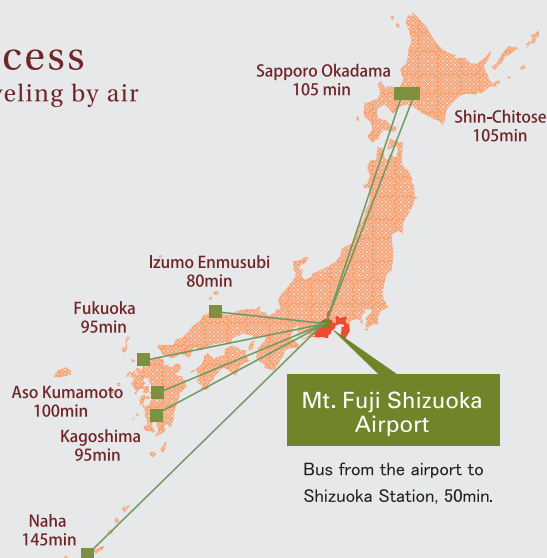 cess
veling by air
Sapporo Okadama
105 min
Shin-Chitose
105min
Izumo Enmusubi
80min
Fukuoka
95min
Aso Kumamoto
100min
Kagoshima
95min
Mt. Fuji Shizuoka
Airport
Bus from the airport to
Shizuoka Station, 50min.
Naha
145min